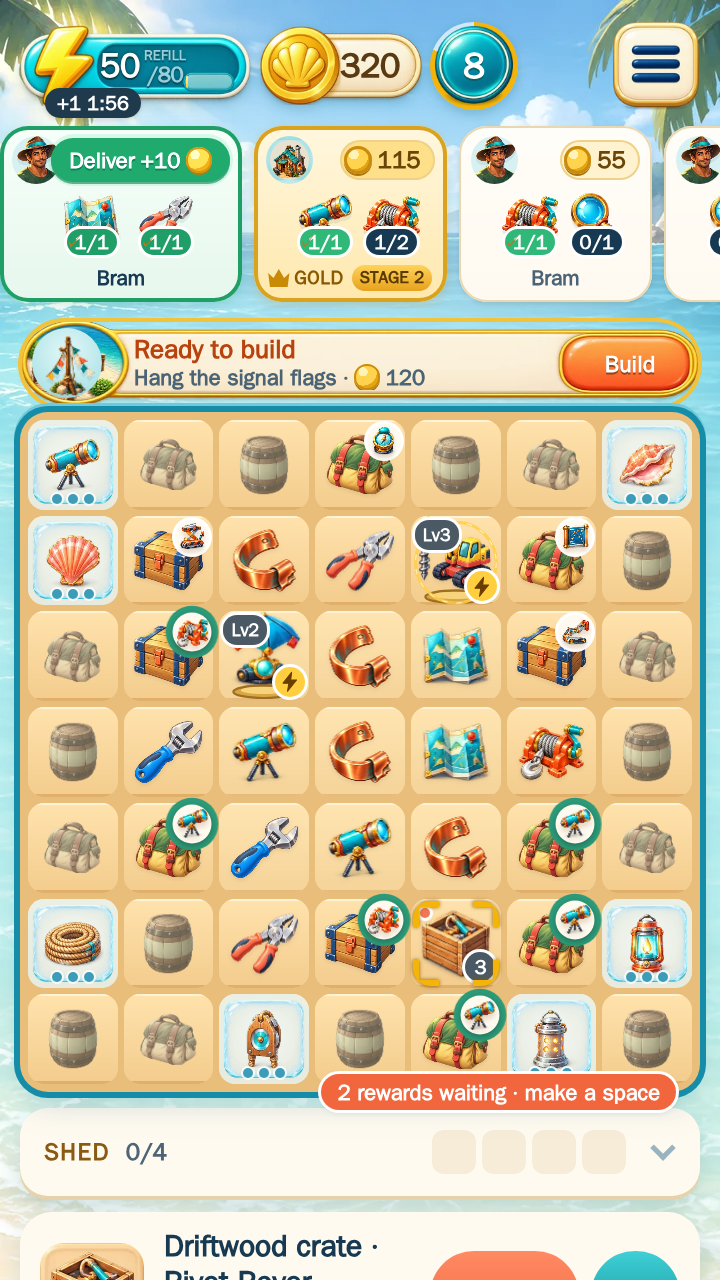 50 REFILL /80
320
8
+1 1:56
Deliver +10
115
55
1/1
1/1
1/1
1/2
1/1
0/1
Bram
GOLD STAGE 2
Bram
Ready to build
Hang the signal flags · 120
Build
Lv3
Lv2
3
2 rewards waiting · make a space
SHED 0/4
Driftwood crate ·